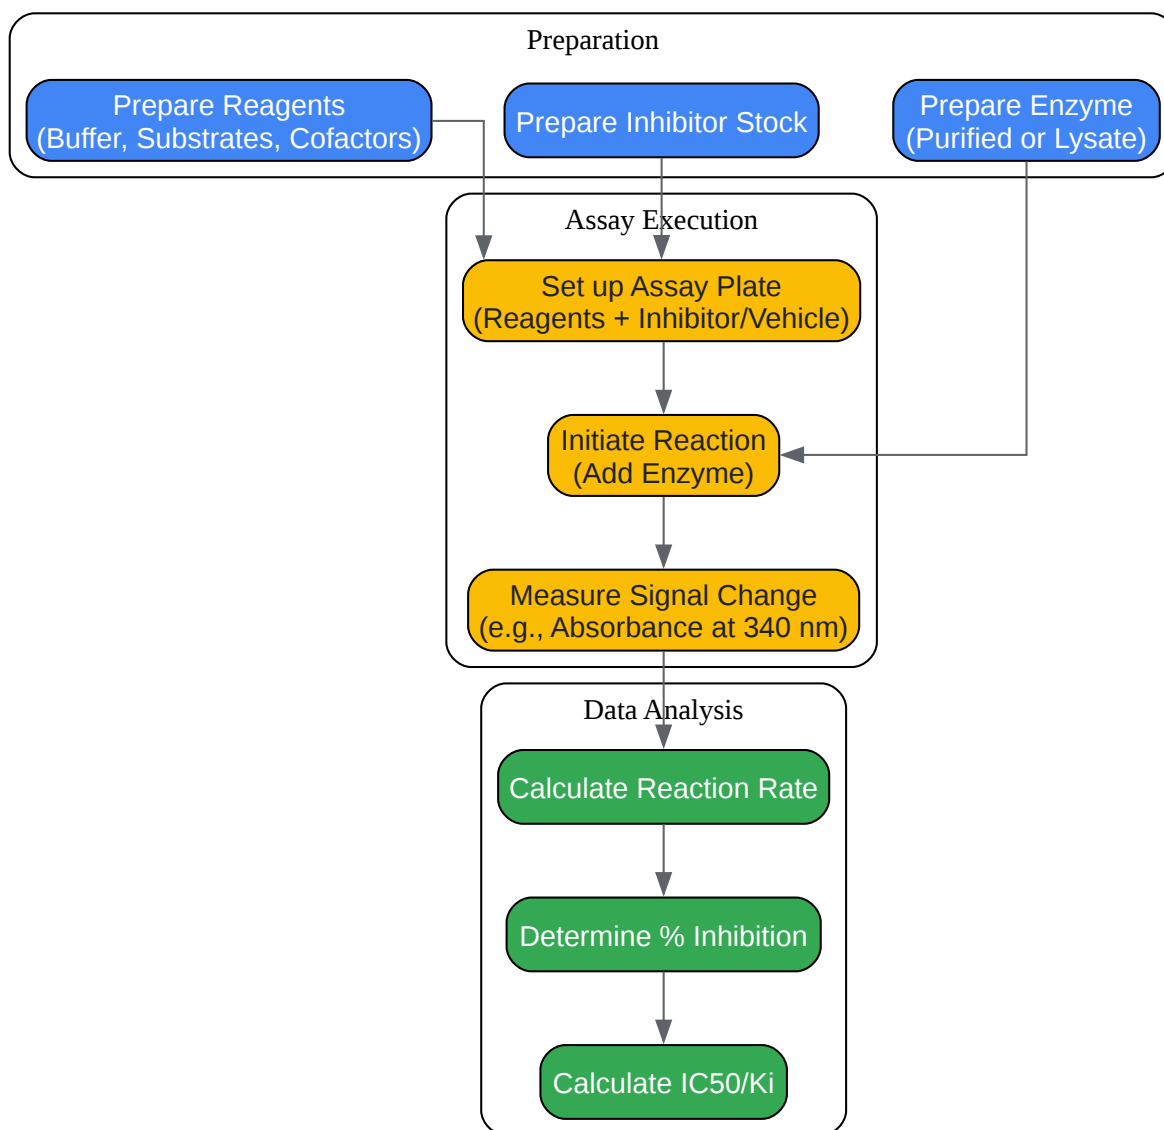 Preparation
Prepare Reagents
(Buffer, Substrates, Cofactors)
Prepare Inhibitor Stock
Prepare Enzyme
(Purified or Lysate)
Assay Execution
Set up Assay Plate
(Reagents + Inhibitor/Vehicle)
Initiate Reaction
(Add Enzyme)
Measure Signal Change
(e.g., Absorbance at 340 nm)
Data Analysis
Calculate Reaction Rate
Determine % Inhibition
Calculate IC50/Ki